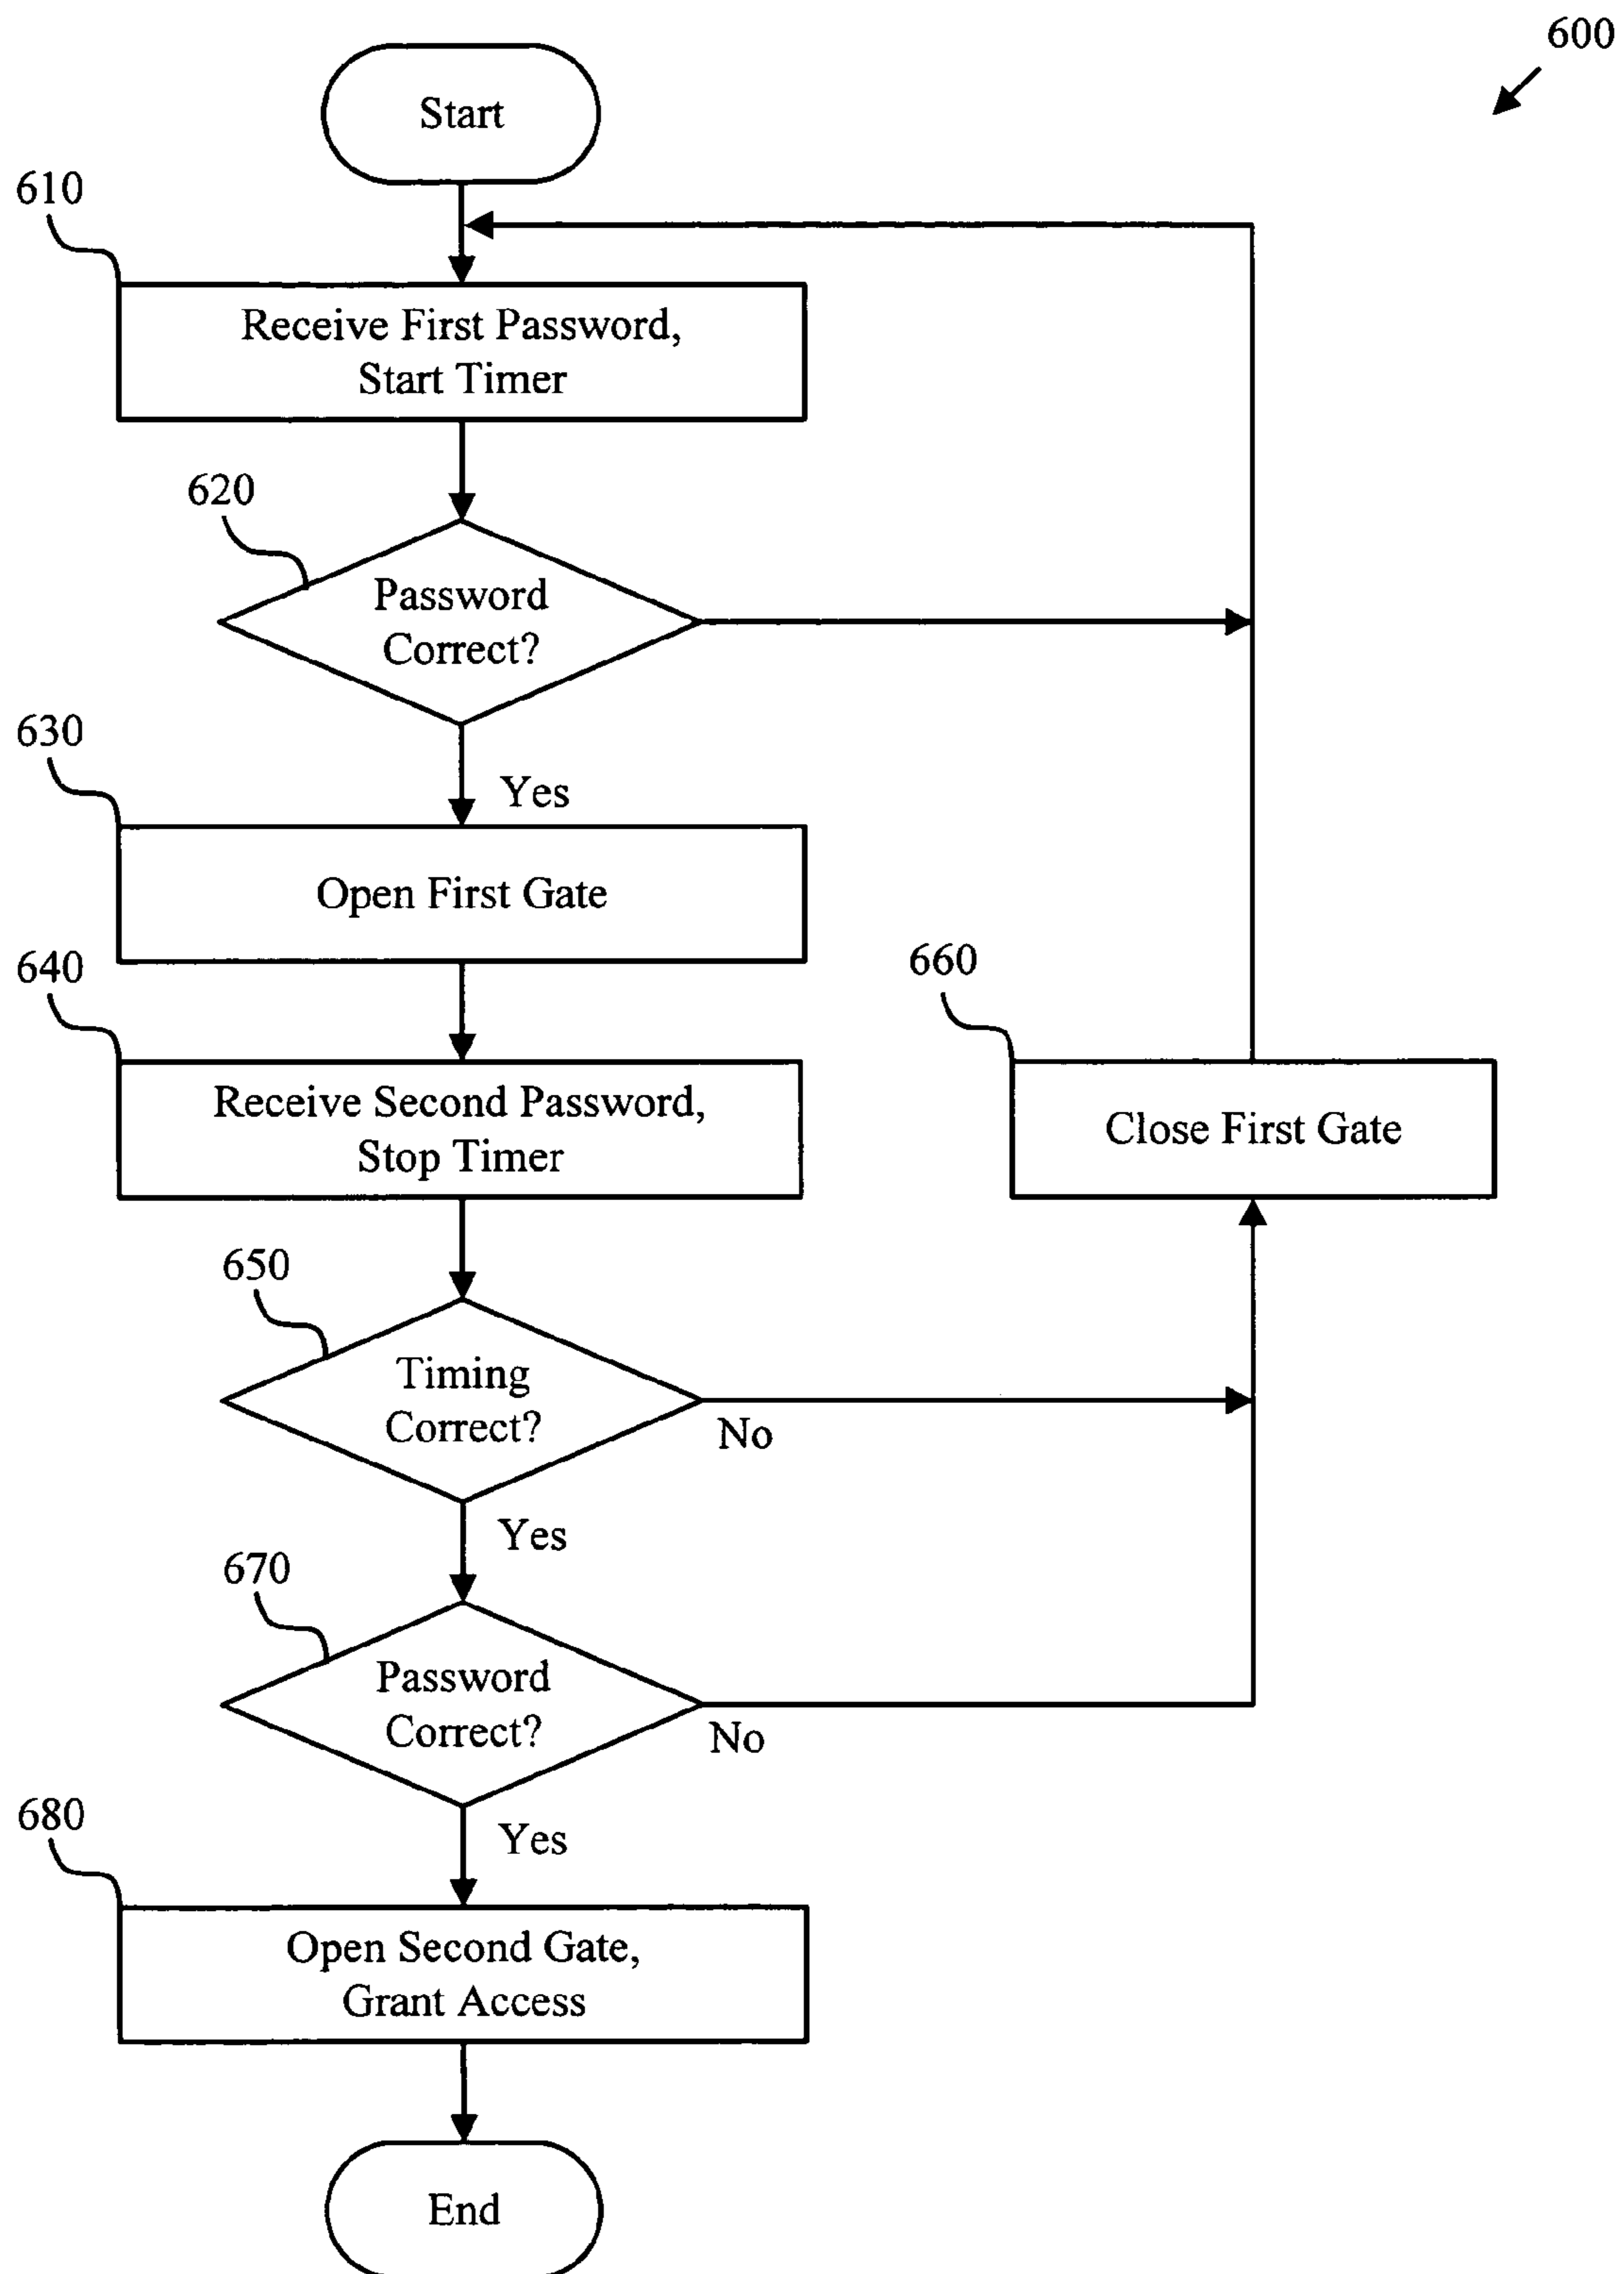 600
Start
610
Receive First Password,
Start Timer
620
Password
Correct?
630
Yes
Open First Gate
640
660
Receive Second Password,
Stop Timer
Close First Gate
650
Timing
Correct?
No
Yes
670
Password
Correct?
No
680
Yes
Open Second Gate,
Grant Access
End